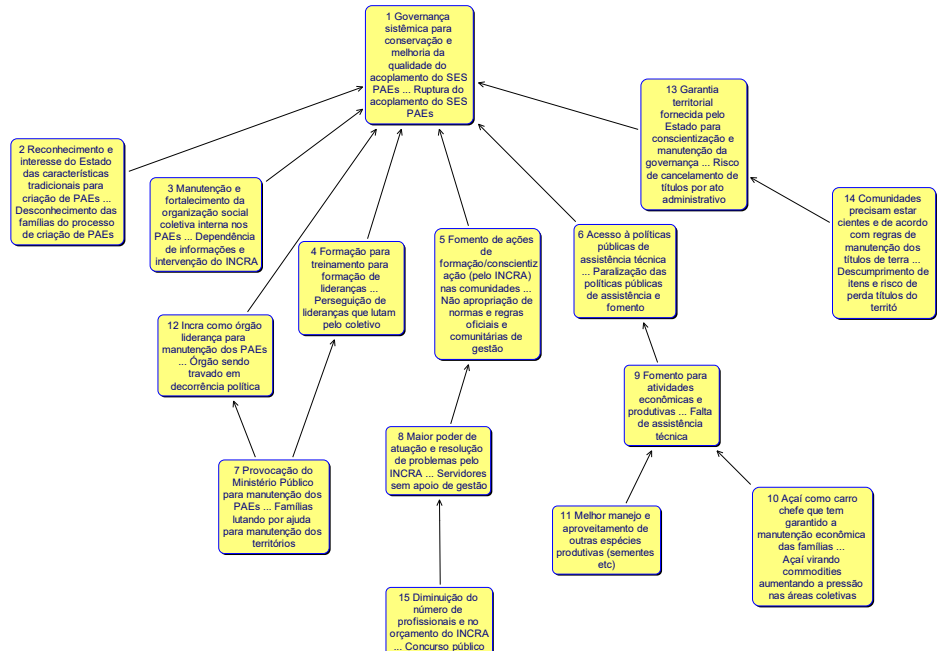 1 Governança
sistêmica para
conservação e
melhoria da
qualidade do
acoplamento do SES
PAEs ... Ruptura do
acoplamento do SES
PAEs
2 Reconhecimento e
interesse do Estado
das características
tradicionais para
criação de PAEs ...
Desconhecimento das
famílias do processo
de criação de PAEs
3 Manutenção e
fortalecimento da
organização social
coletiva interna nos
PAEs ... Dependência
de informações e
intervenção do INCRA
4 Formação para
treinamento para
formação de
lideranças ...
Perseguição de
lideranças que lutam
pelo coletivo
5 Fomento de ações
de
formação/conscientiz
ação (pelo INCRA)
nas comunidades ...
Não apropriação de
normas e regras
oficiais e
comunitárias de
gestão
6 Acesso à políticas
públicas de
assistência técnica
... Paralização das
políticas públicas
de assistência e
fomento
13 Garantia
territorial
fornecida pelo
Estado para
conscientização e
manutenção da
governança ... Risco
de cancelamento de
títulos por ato
administrativo
14 Comunidades
precisam estar
cientes e de acordo
com regras de
manutenção dos
títulos de terra ...
Descumprimento de
itens e risco de
perda títulos do
territó
12 Incra como órgão
liderança para
manutenção dos PAEs
... Órgão sendo
travado em
decorrência política
9 Fomento para
atividades
econômicas e
produtivas ... Falta
de assistência
técnica
8 Maior poder de
atuação e resolução
de problemas pelo
INCRA ... Servidores
sem apoio de gestão
7 Provocação do
Ministério Público
para manutenção dos
PAEs ... Famílias
lutando por ajuda
para manutenção dos
territórios
11 Melhor manejo e
aproveitamento de
outras espécies
produtivas (sementes
etc)
10 Açaí como carro
chefe que tem
garantido a
manutenção econômica
das famílias ...
Açaí virando
commodities
aumentando a pressão
nas áreas coletivas
15 Diminuição do
número de
profissionais e no
orçamento do INCRA
... Concurso público